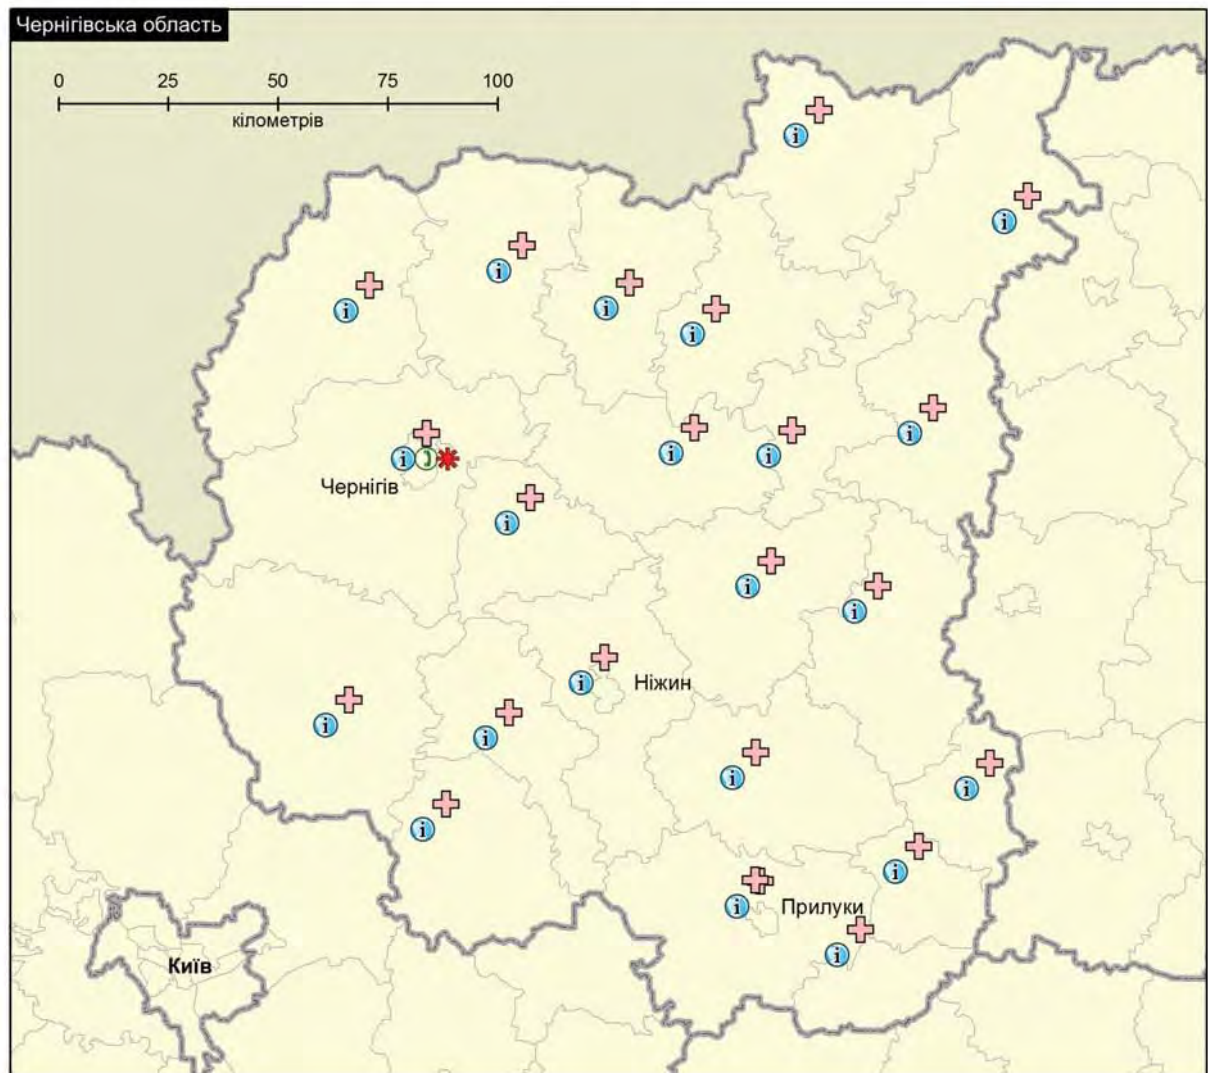 Чернігівська область
0 25 50 75 100
кілометрів
Чернігів
Ніжин
Прилуки
Київ